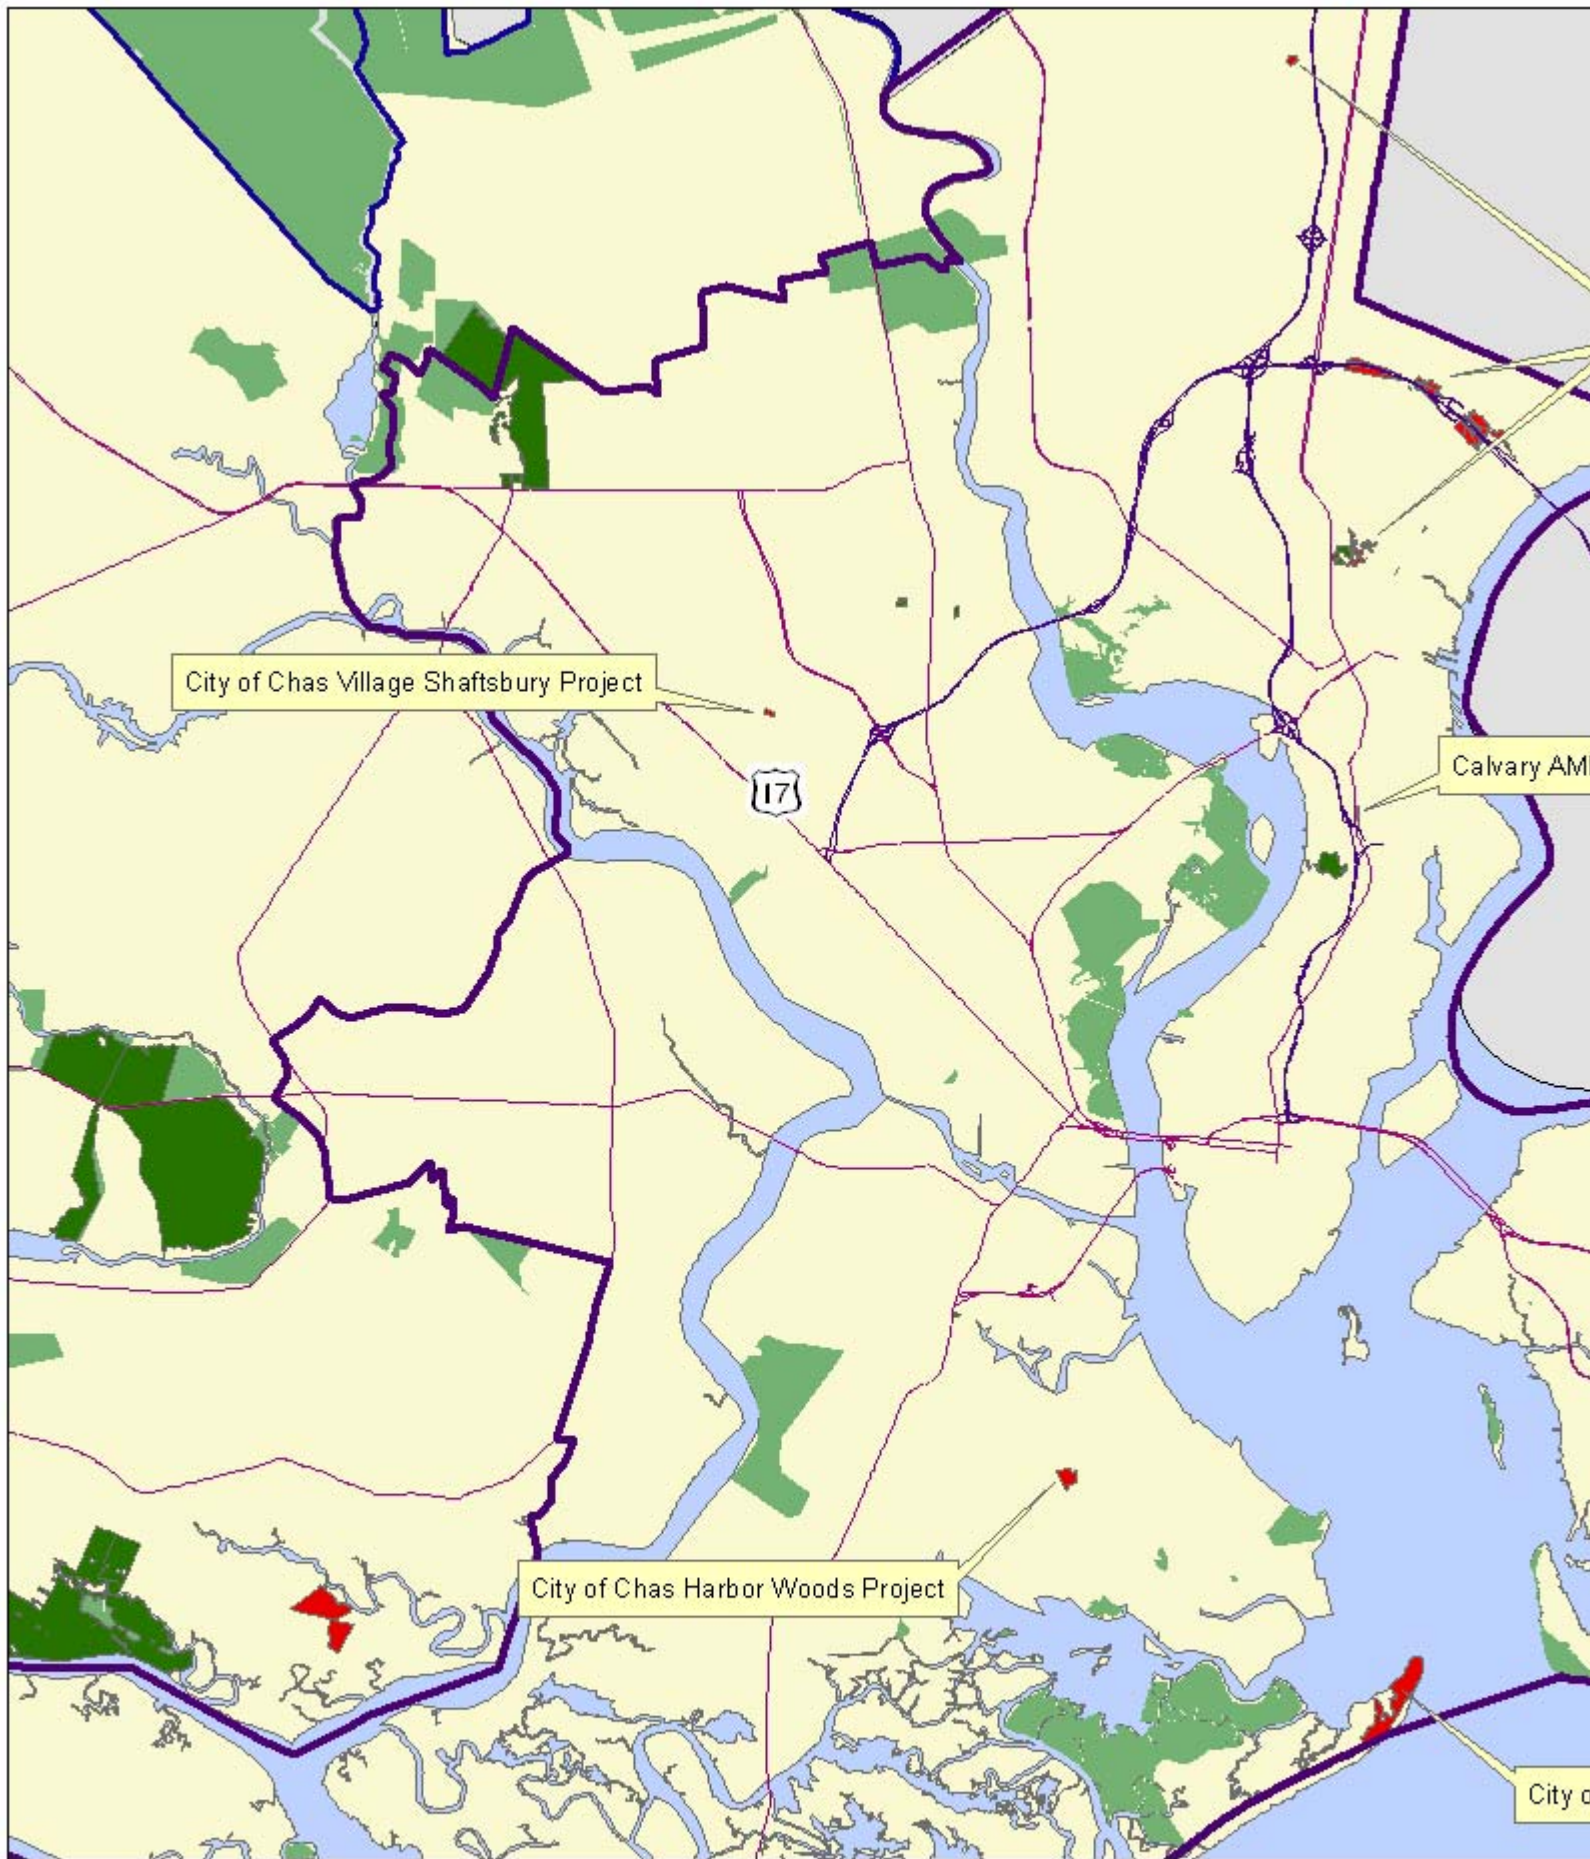 City of Chas Village Shaftsbury Project
17
Calvary AM
City of Chas Harbor Woods Project
City o